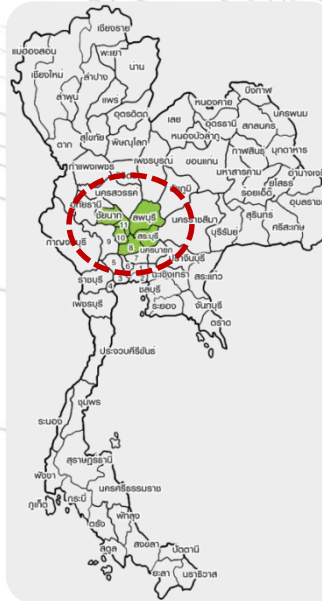 เชียงราย
พะเยา
แม่ฮ่องสอน
น่าน
เชียงใหม่
ลำปาง
ลำพูน
แพร่
บึงกาฬ
หนองคาย
อุตรดิตถ์
นครพนม
เลย
อุดรธานี
สกลนคร
ตาก
สุโขทัย
พิษณุโลก
หนองบัวลำภู
กาฬสินธุ์
มุกดาหาร
กำแพงเพชร
เพชรบูรณ์
ขอนแก่น
มหาสารคาม
ยโสธร
ร้อยเอ็ด
นครสวรรค์
ชัยภูมิ
อุทัยธานี
ชัยนาท
ลพบุรี
นครราชสีมา
บุรีรัมย์
สุรินทร์
ศรีสะเกษ
11
สระบุรี
กาญจนบุรี
9
10
8
นครนายก
7
ปราจีนบุรี
5
6
1
ราชบุรี
3
2
ฉะเชิงเทรา
สระแก้ว
4
ชลบุรี
เพชรบุรี
ระยอง
จันทบุรี
ตราด
ประจวบคีรีขันธ์
ชุมพร
ระนอง
สุราษฎร์ธานี
พังงา
นครศรีธรรมราช
ภูเก็ต
กระบี่
ตรัง
พัทลุง
สตูล
สงขลา
ปัตตานี
ยะลา
นราธิวาส